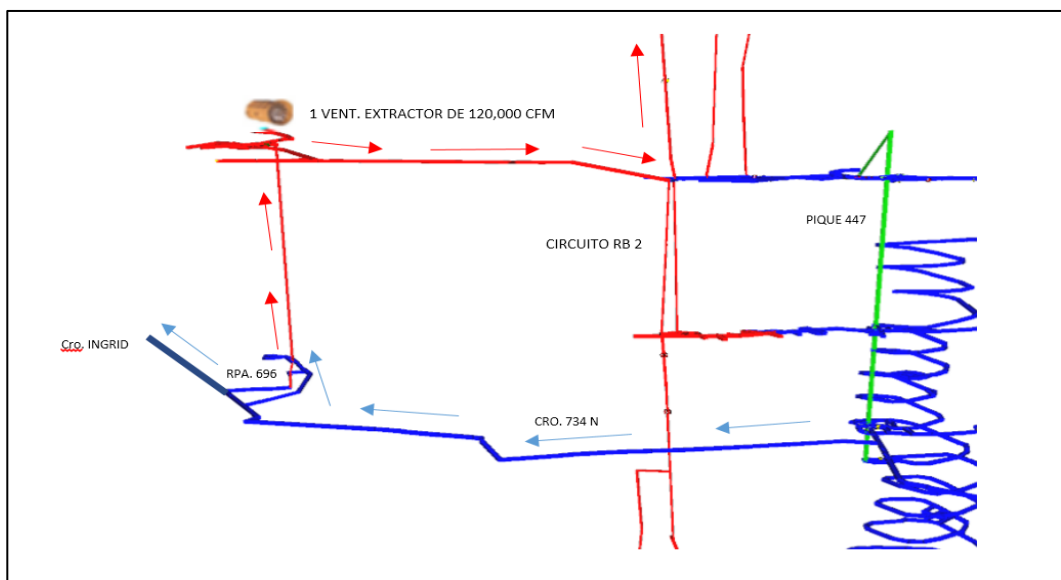 1 VENT. EXTRACTOR DE 120,000 CFM
PIQUE 447
CIRCUITO RB 2
Cro. INGRID
RPA. 696
CRO. 734 N